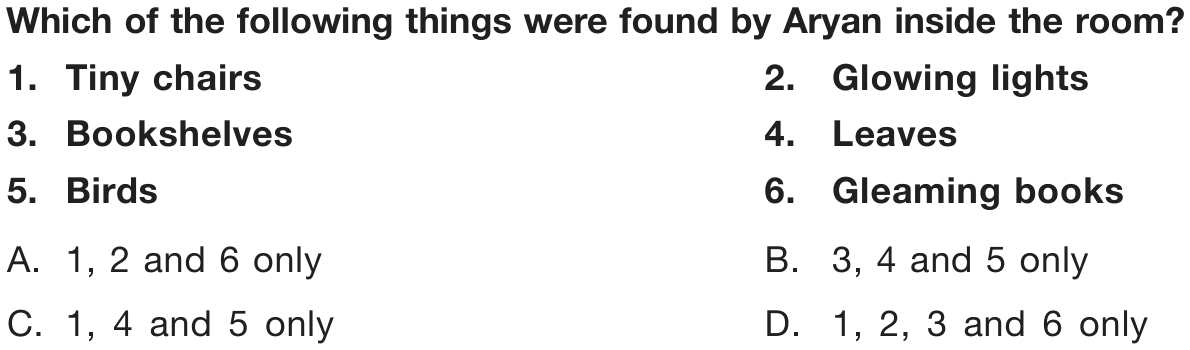 Which of the following things were found by Aryan inside the room?
1. Tiny chairs 2. Glowing lights
3. Bookshelves 4. Leaves
5. Birds 6. Gleaming books
A. 1, 2 and 6 only B. 3, 4 and 5 only
C. 1, 4 and 5 only D. 1, 2, 3 and 6 only